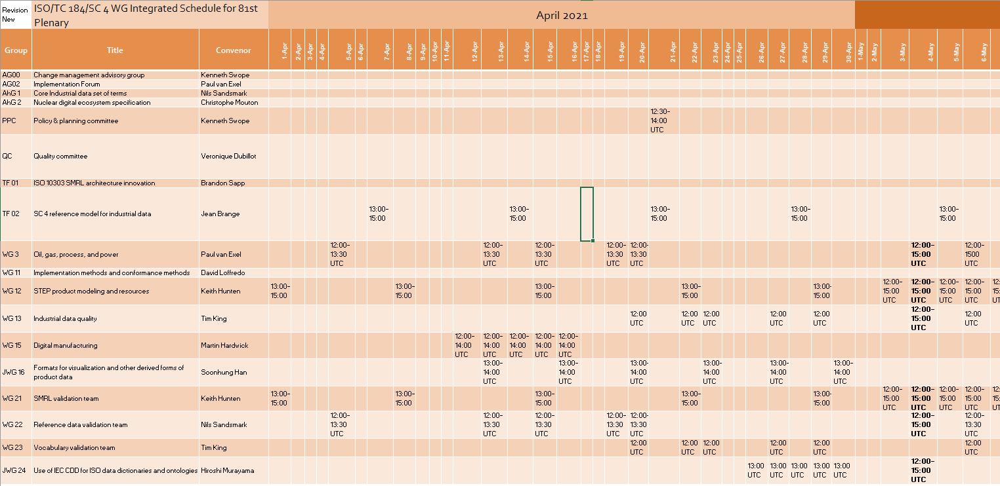 Revision New
ISO/TC 184/SC 4 WG Integrated Schedule for 81st Plenary
April 2021
Group Title Convenor 1-Apr 2-Apr 3-Apr 4-Apr 5-Apr 6-Apr 7-Apr 8-Apr 9-Apr 10-Apr 11-Apr 12-Apr 13-Apr 14-Apr 15-Apr 16-Apr 17-Apr 18-Apr 19-Apr 20-Apr 21-Apr 22-Apr 23-Apr 24-Apr 25-Apr 26-Apr 27-Apr 28-Apr 29-Apr 30-Apr 1-May 2-May 3-May 4-May 5-May 6-May
AG00 Change management advisory group Kenneth Swope
AG02 Implementation Forum Paul van Exel
AhG 1 Core Industrial data set of terms Nils Sandsmark
AhG 2 Nuclear digital ecosystem specification Christophe Mouton
PPC Policy & planning committee Kenneth Swope 12:30-14:00 UTC
QC Quality committee Veronique Dubillot
TF 01 ISO 10303 SMRL architecture innovation Brandon Sapp
TF 02 SC 4 reference model for industrial data Jean Brange 13:00-15:00 13:00-15:00 13:00-15:00 13:00-15:00 13:00-15:00
WG 3 Oil, gas, process, and power Paul van Exel 12:00-13:30 UTC 12:00-13:30 UTC 12:00-13:30 UTC 12:00-13:30 UTC 12:00-13:30 UTC 12:00-15:00 UTC 12:00-1500 UTC
WG 11 Implementation methods and conformance methods David Loffredo
WG 12 STEP product modeling and resources Keith Hunten 13:00-15:00 13:00-15:00 13:00-15:00 13:00-15:00 13:00-15:00 12:00-15:00 UTC 12:00-15:00 UTC 12:00-15:00 UTC 12:00-15:00 UTC
WG 13 Industrial data quality Tim King 12:00 UTC 12:00 UTC 12:00 UTC 12:00 UTC 12:00 UTC 12:00-15:00 UTC 12:00 UTC
WG 15 Digital manufacturing Martin Hardwick 12:00-14:00 UTC 12:00-14:00 UTC 12:00-14:00 UTC 12:00-14:00 UTC 12:00-14:00 UTC
JWG 16 Formats for visualization and other derived forms of product data Soonhung Han 13:00-14:00 UTC 13:00-14:00 UTC 13:00-14:00 UTC 13:00-14:00 UTC 13:00-14:00 UTC 13:00-14:00 UTC
WG 21 SMRL validation team Keith Hunten 13:00-15:00 13:00-15:00 13:00-15:00 13:00-15:00 13:00-15:00 12:00-15:00 UTC 12:00-15:00 UTC 12:00-15:00 UTC 12:00-15:00 UTC
WG 22 Reference data validation team Nils Sandsmark 12:00-13:30 UTC 12:00-13:30 UTC 12:00-13:30 UTC 12:00-13:30 UTC 12:00-13:30 UTC 12:00-15:00 UTC 12:00-13:30 UTC
WG 23 Vocabulary validation team Tim King 12:00 UTC 12:00 UTC 12:00 UTC 12:00 UTC 12:00 UTC 12:00 UTC
JWG 24 Use of IEC CDD for ISO data dictionaries and ontologies Hiroshi Murayama 13:00 UTC 13:00 UTC 13:00 UTC 13:00 UTC 13:00 UTC 12:00-15:00 UTC